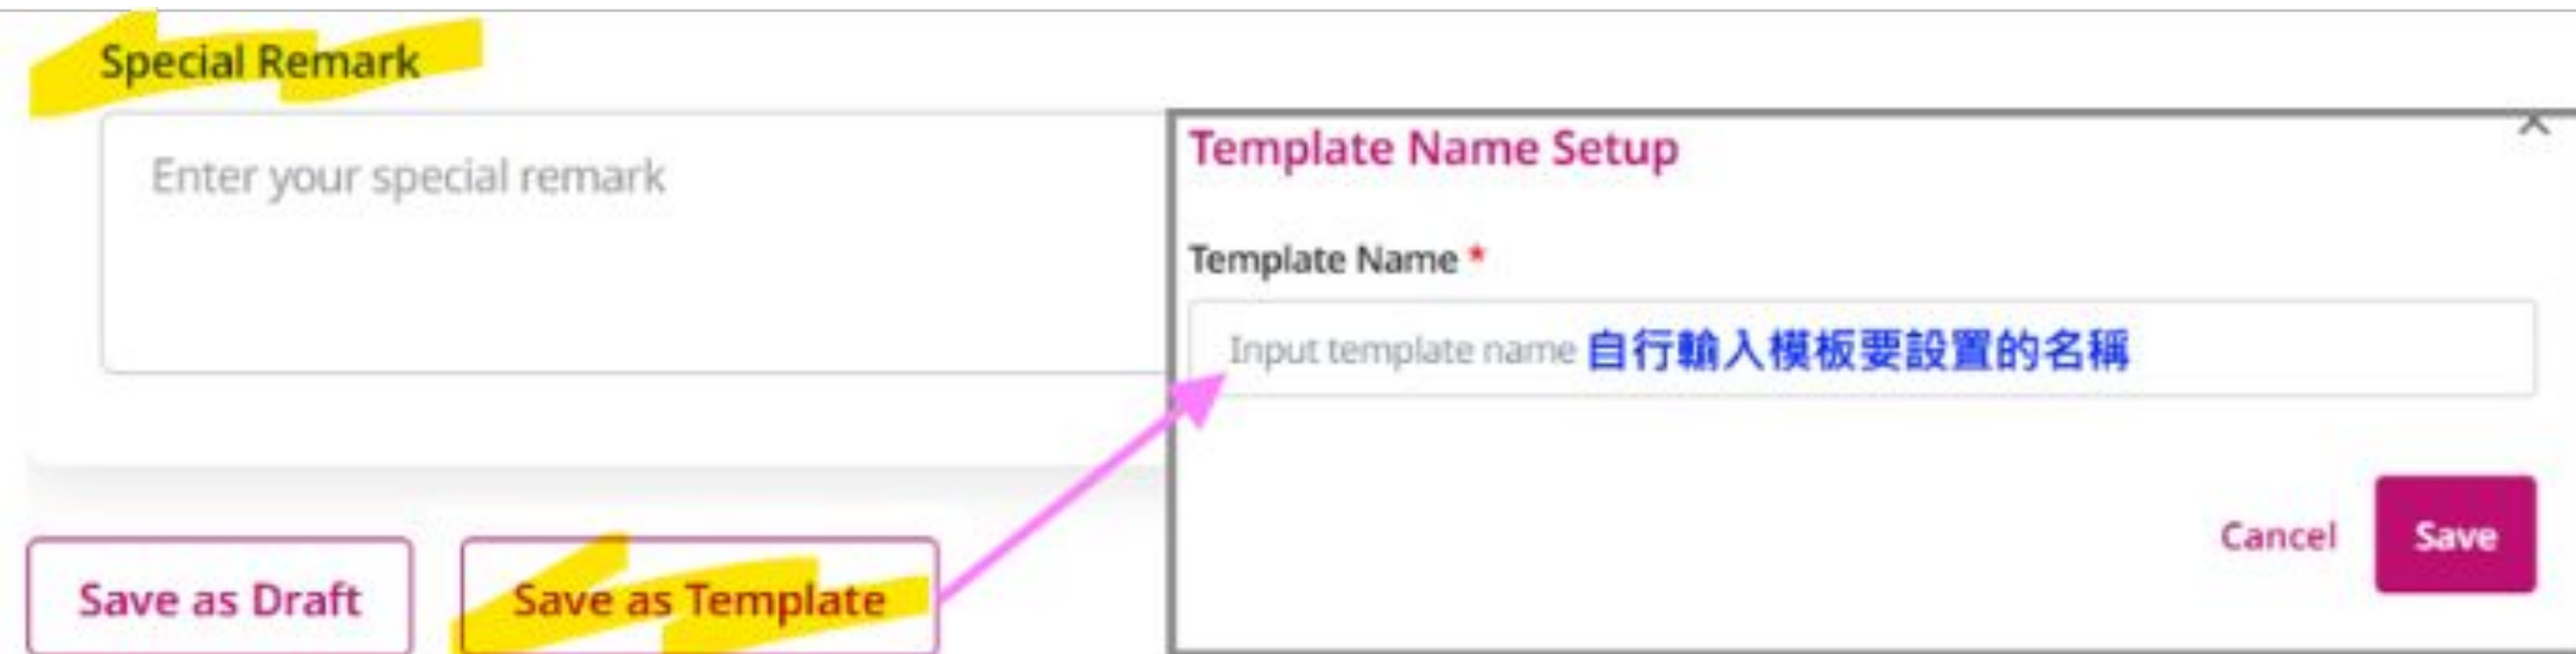 Special Remark
Enter your special remark
Save as Draft
Save as Template
Template Name Setup
Template Name *
Input template name 自行輸入模板要設置的名稱
Cancel
Save